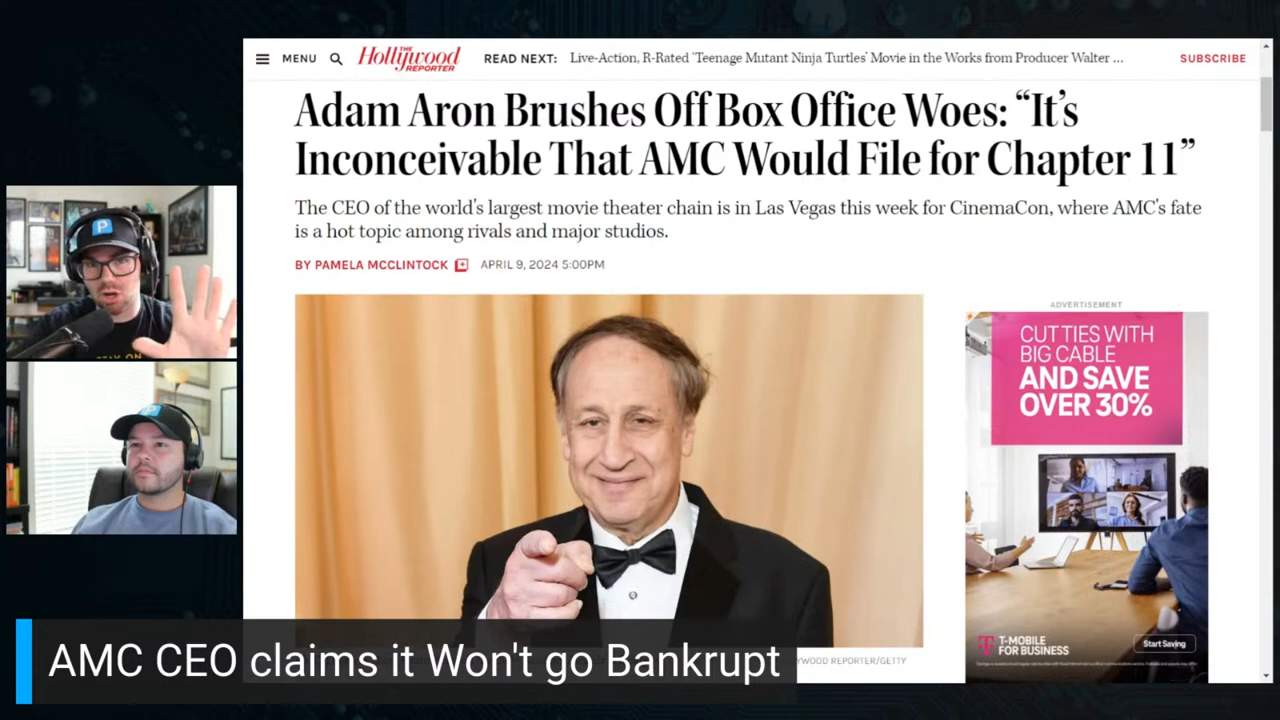 MENU
THE
Hollywood
REPORTER
READ NEXT:
Live-Action, R-Rated 'Teenage Mutant Ninja Turtles' Movie in the Works from Producer Walter ...
SUBSCRIBE
Adam Aron Brushes Off Box Office Woes: “It’s
Inconceivable That AMC Would File for Chapter 11”
The CEO of the world's largest movie theater chain is in Las Vegas this week for CinemaCon, where AMC's fate
is a hot topic among rivals and major studios.
BY PAMELA MCCLINTOCK
APRIL 9, 2024 5:00PM
ADVERTISEMENT
CUT TIES WITH
BIG CABLE
AND SAVE
OVER 30%
T-MOBILE
FOR BUSINESS
Start Saving
P
STAY ON
P
YWOOD REPORTER/GETTY
AMC CEO claims it Won't go Bankrupt